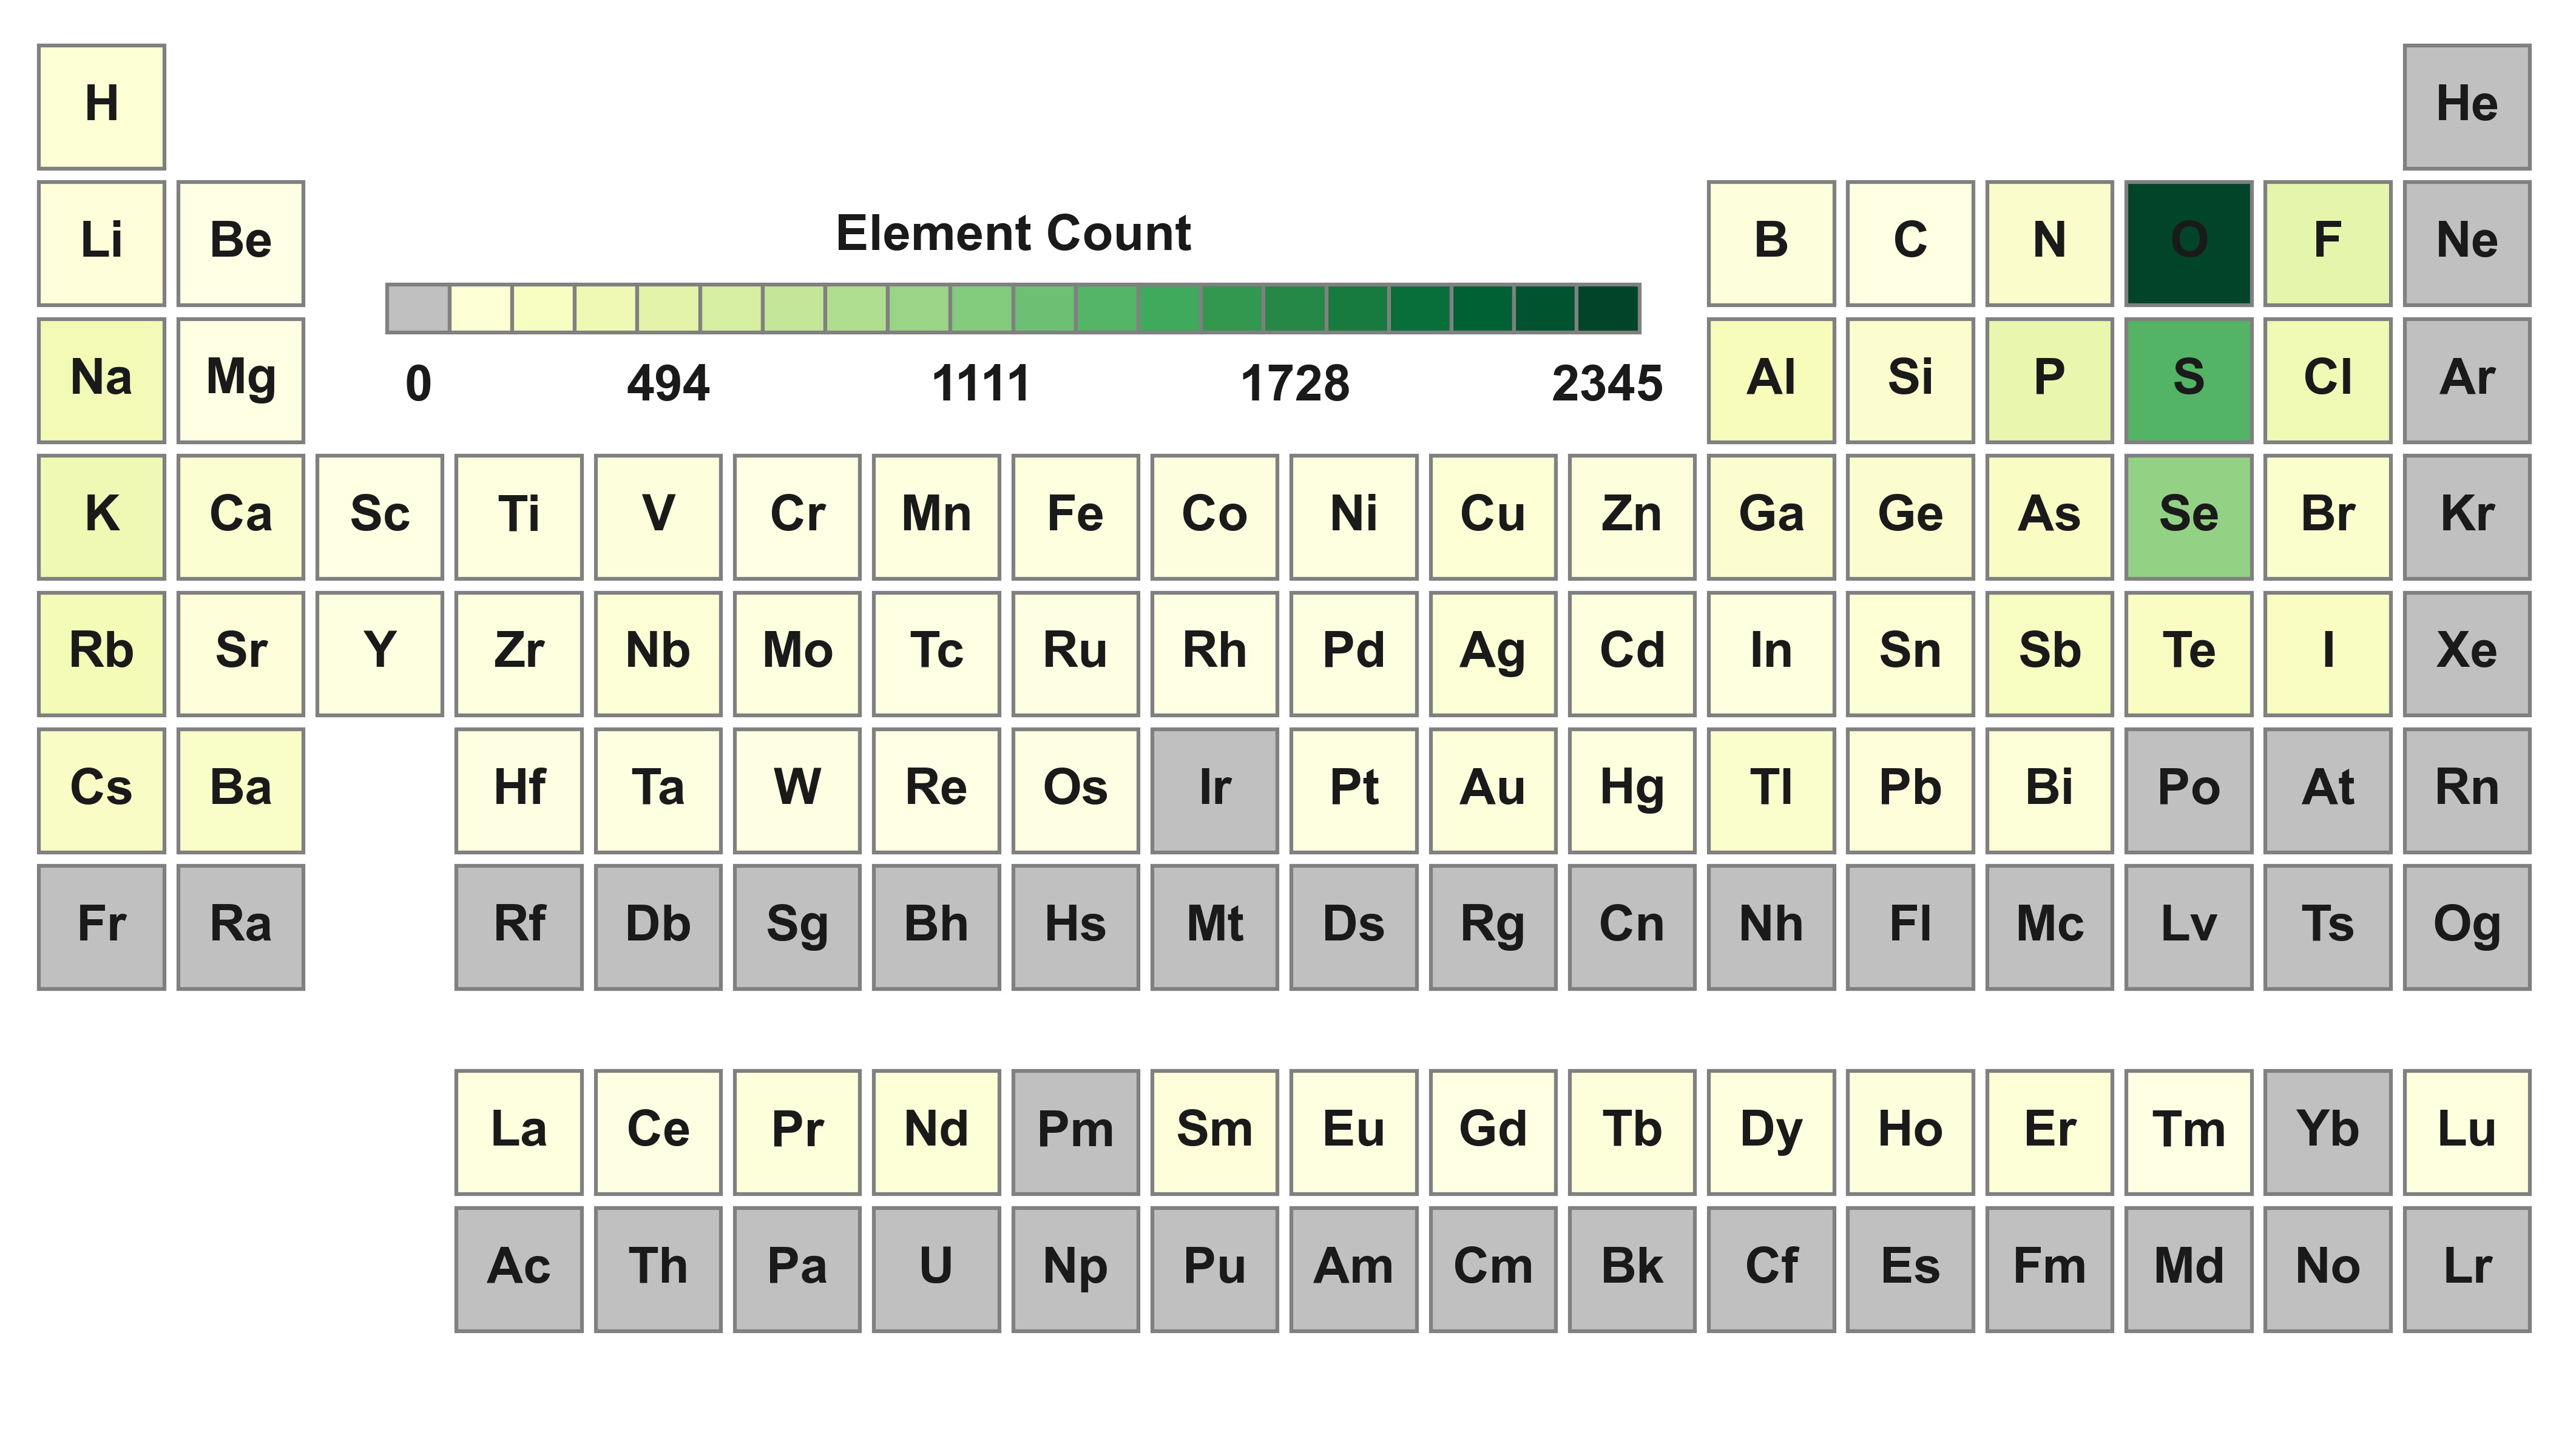 H He
Li Be B C N O F Ne
Element Count
Na Mg Al Si P S Cl Ar
0 494 1111 1728 2345
K Ca Sc Ti V Cr Mn Fe Co Ni Cu Zn Ga Ge As Se Br Kr
Rb Sr Y Zr Nb Mo Tc Ru Rh Pd Ag Cd In Sn Sb Te I Xe
Cs Ba Hf Ta W Re Os Ir Pt Au Hg Tl Pb Bi Po At Rn
Fr Ra Rf Db Sg Bh Hs Mt Ds Rg Cn Nh Fl Mc Lv Ts Og
La Ce Pr Nd Pm Sm Eu Gd Tb Dy Ho Er Tm Yb Lu
Ac Th Pa U Np Pu Am Cm Bk Cf Es Fm Md No Lr